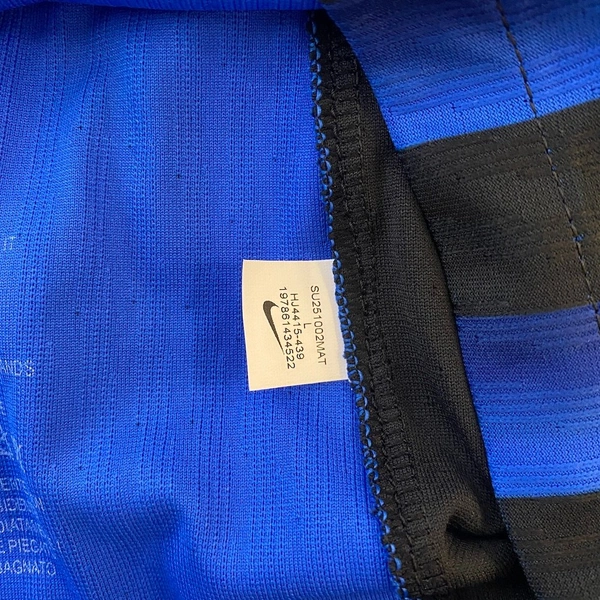 SU251002MAT
L
HJ4415-439
197861434522
IT
ANDS
E PIEGAT
BAGNATO